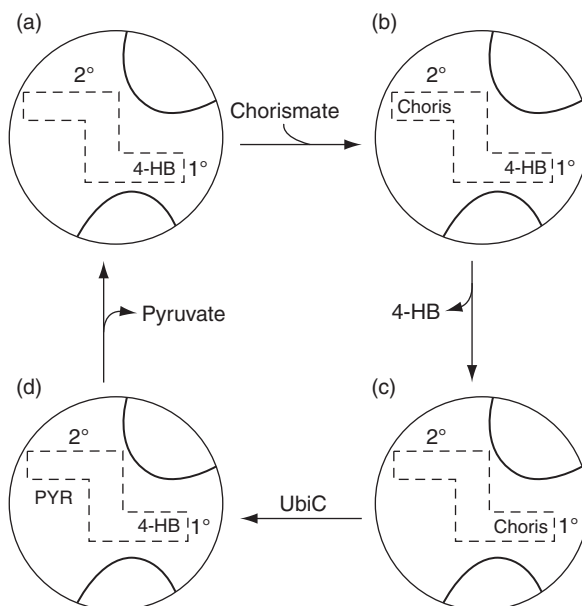 (a)
2°
4-HB 1°
Chorismate
(b)
2°
Choris
4-HB 1°
4-HB
(c)
2°
Choris 1°
UbiC
(d)
2°
PYR
4-HB 1°
Pyruvate